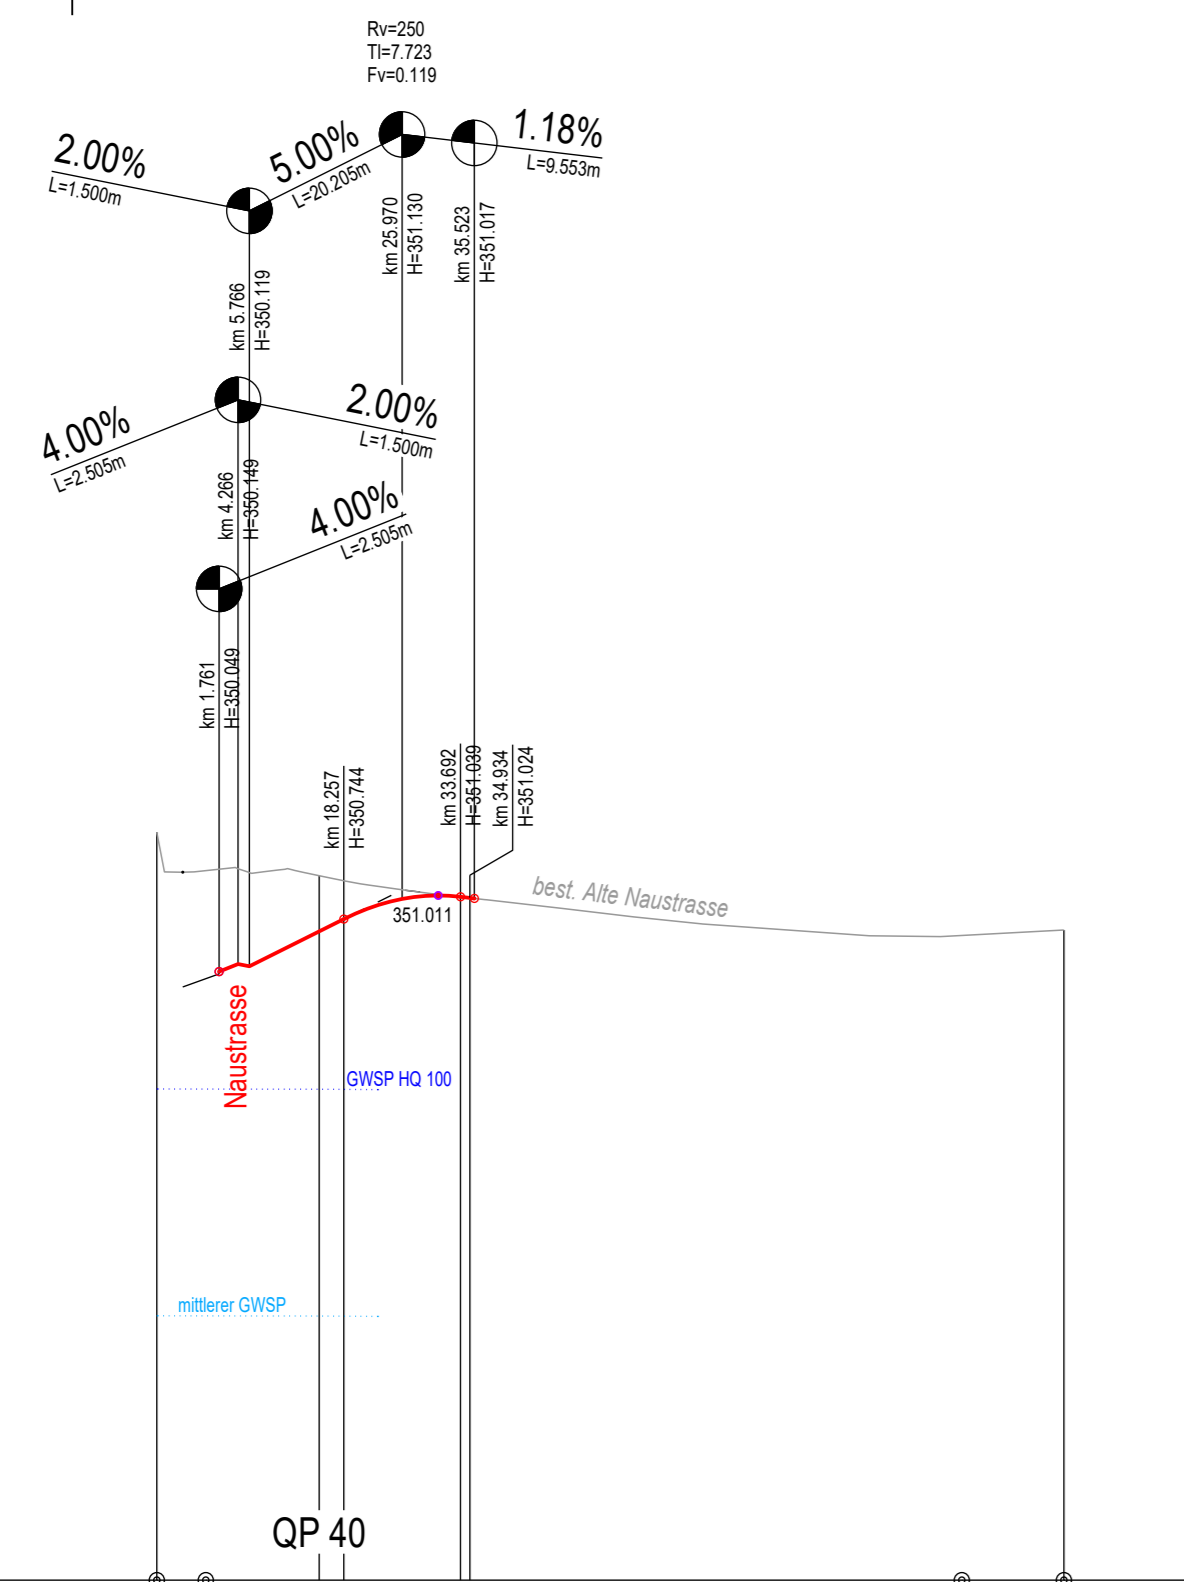 Rv=250
Tl=7.723
Fv=0.119
2.00%
L=1.500m
5.00%
L=20.205m
1.18%
L=9.553m
km 5.766
H=350.119
km 25.970
H=351.130
km 35.523
H=351.017
4.00%
L=2.505m
2.00%
L=1.500m
km 4.266
H=350.149
4.00%
L=2.505m
km 1.761
H=350.049
km 18.257
H=350.744
km 33.692
H=351.039
km 34.934
H=351.024
best. Alte Naustrasse
351.011
Naustrasse
GWSP HQ 100
mittlerer GWSP
QP 40